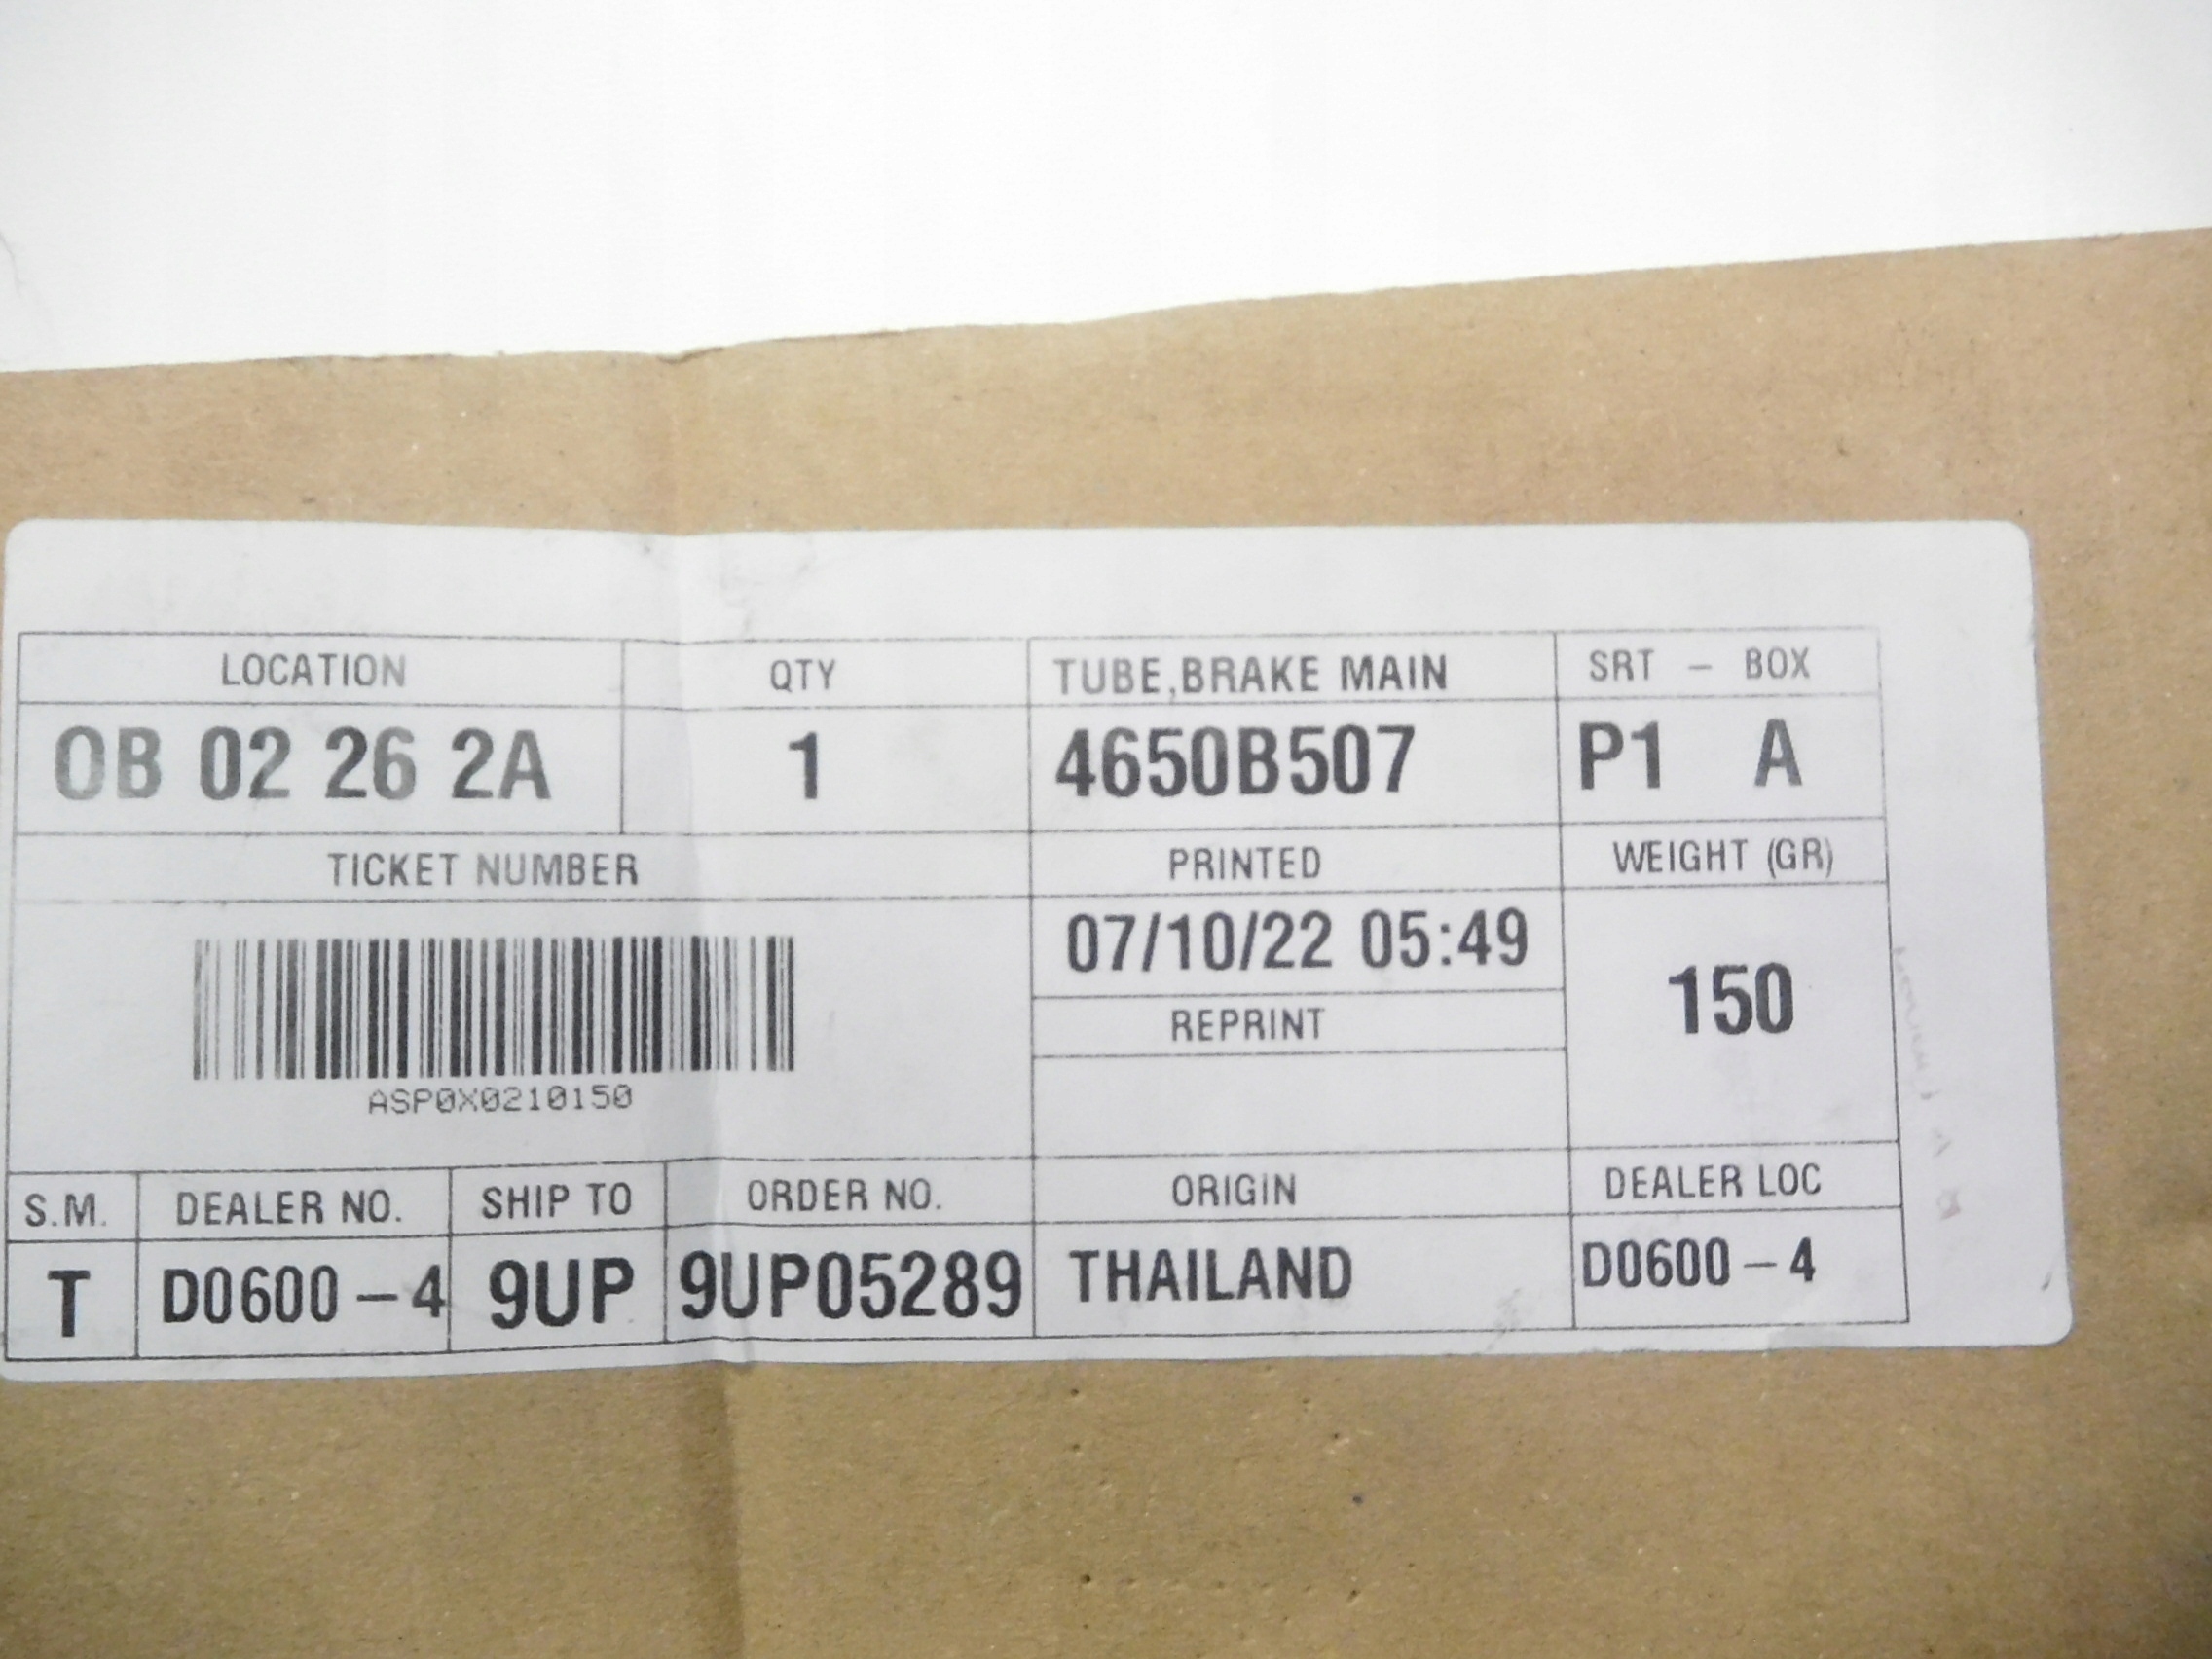 LOCATION QTY TUBE,BRAKE MAIN SRT - BOX
OB 02 26 2A 1 4650B507 P1 A
TICKET NUMBER PRINTED WEIGHT (GR)
07/10/22 05:49
150
REPRINT
ASP0X0210150
S.M. DEALER NO. SHIP TO ORDER NO. ORIGIN DEALER LOC
T D0600-4 9UP 9UP05289 THAILAND D0600-4